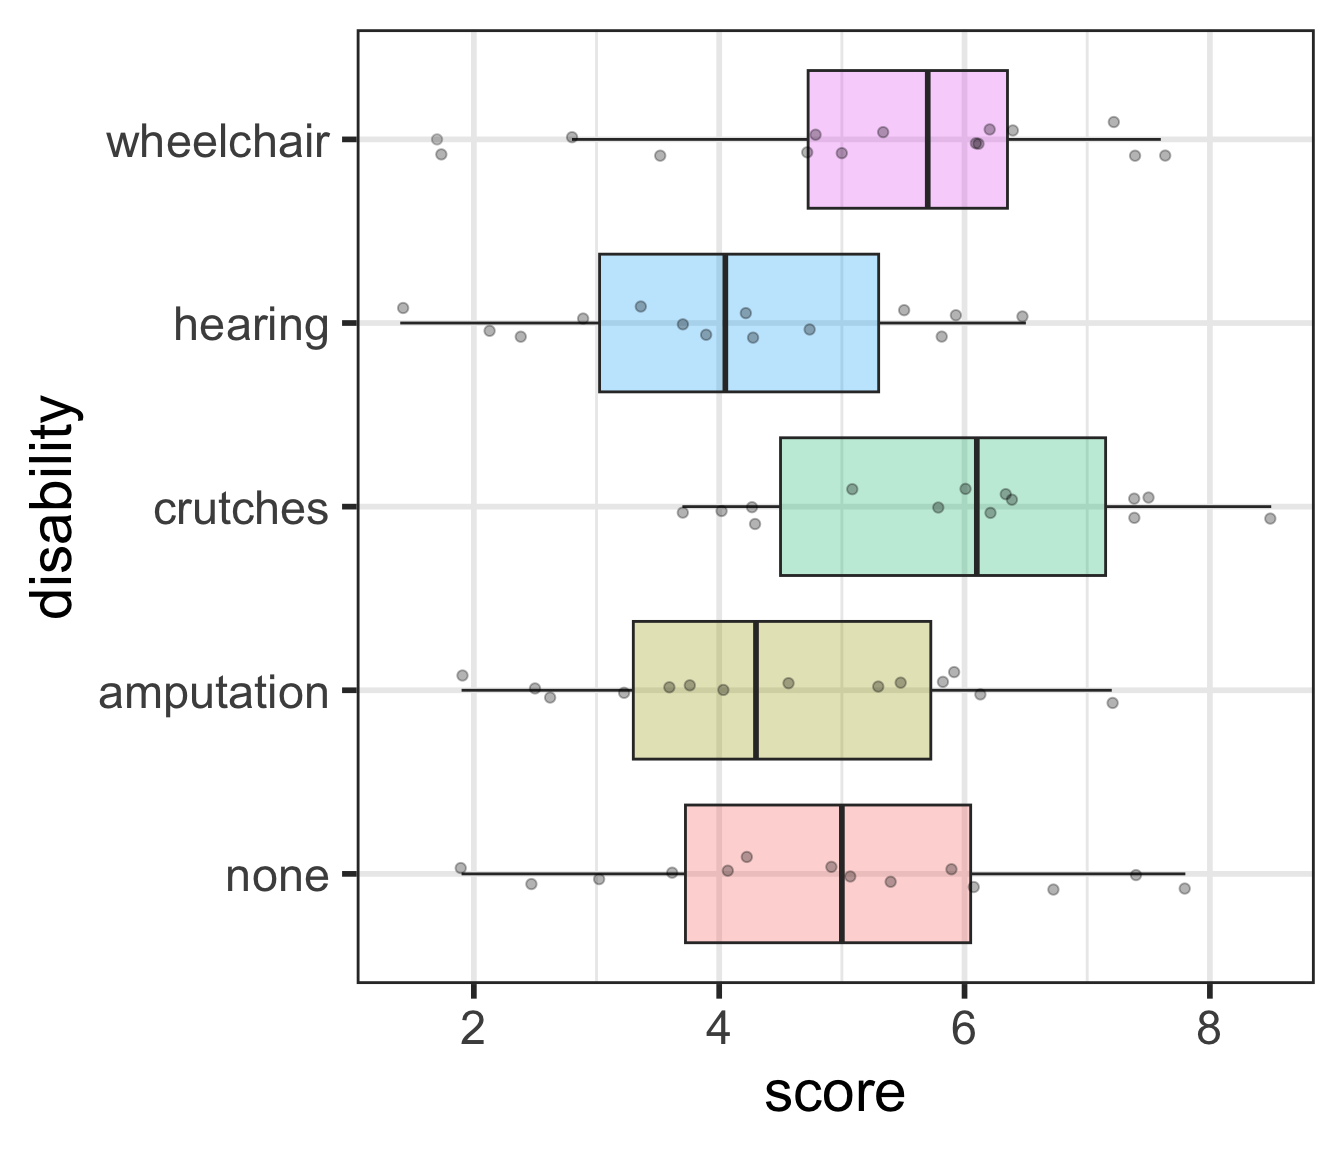 wheelchair
hearing
crutches
amputation
none
disability
2 4 6 8
score